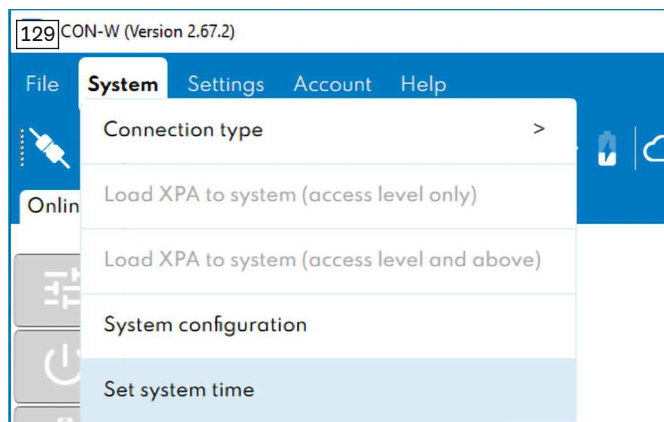 129 CON-W (Version 2.67.2)
File System Settings Account Help
Connection type >
Onlin
Load XPA to system (access level only)
Load XPA to system (access level and above)
System configuration
Set system time